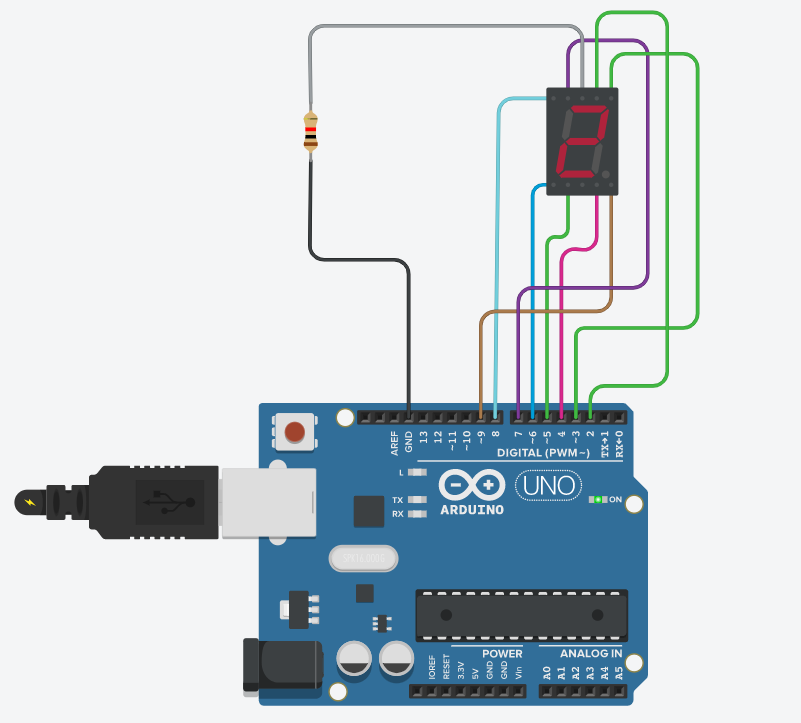 AREF
GND
13
12
~11
~10
~9
8
7
~6
~5
4
~3
2
TX→1
RX←0
DIGITAL (PWM~)
L
TX
RX
UNO
ARDUINO
ON
POWER
ANALOG IN
IOREF
RESET
3.3V
5V
GND
GND
Vin
A0
A1
A2
A3
A4
A5